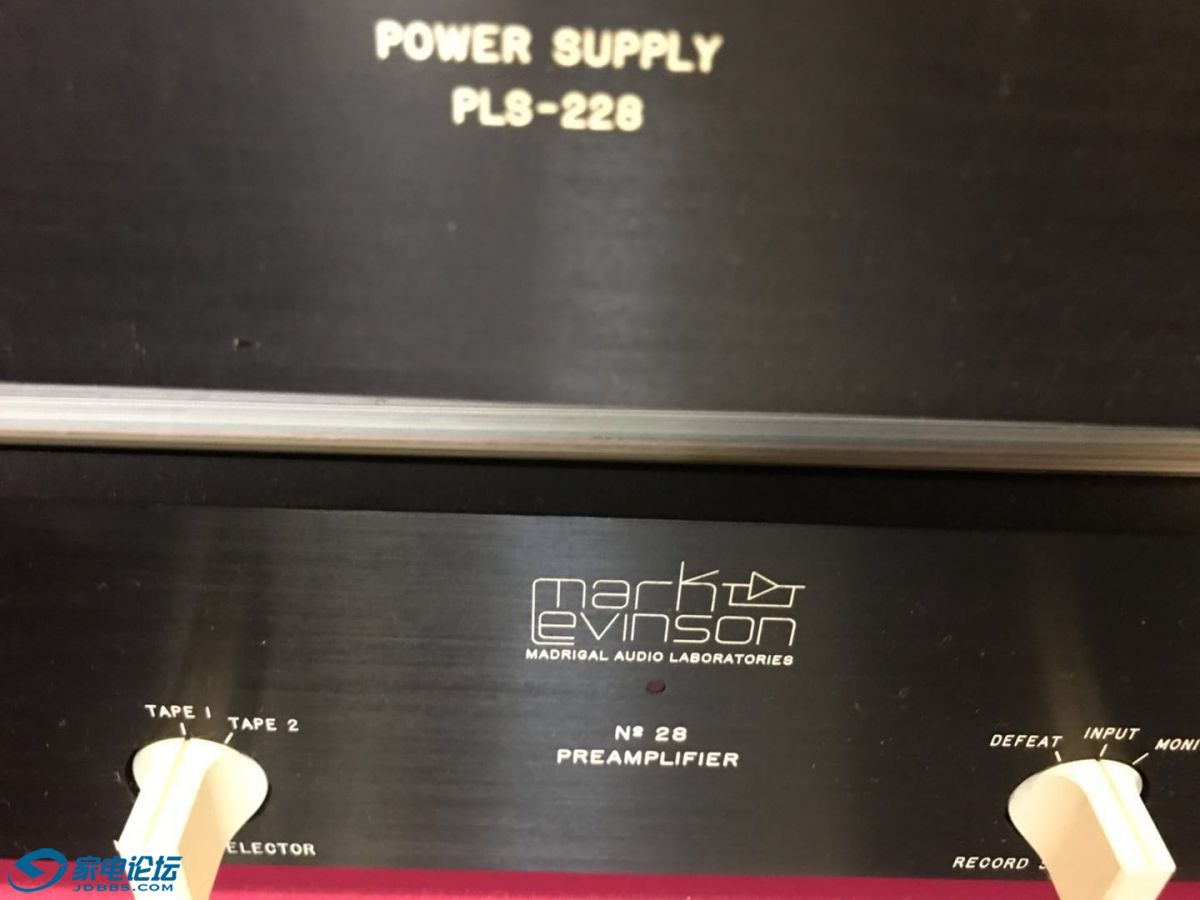 POWER SUPPLY
PLS-228
mark
Levinson
MADRIGAL AUDIO LABORATORIES
Nº 28
PREAMPLIFIER
TAPE 1 TAPE 2
DEFEAT INPUT
RECORD
家电论坛
JDBBS.COM